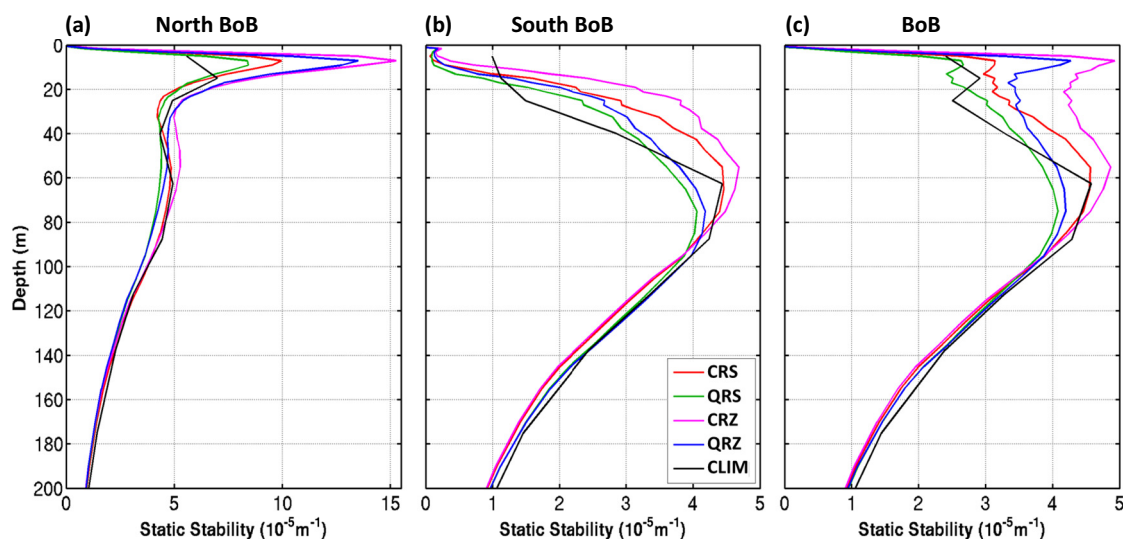 (a) North BoB
(b) South BoB
(c) BoB
Depth (m)
0
20
40
60
80
100
120
140
160
180
200
0 5 10 15
0 1 2 3 4 5
0 1 2 3 4 5
Static Stability (10⁻⁵m⁻¹)
Static Stability (10⁻⁵m⁻¹)
Static Stability (10⁻⁵m⁻¹)
CRS
QRS
CRZ
QRZ
CLIM